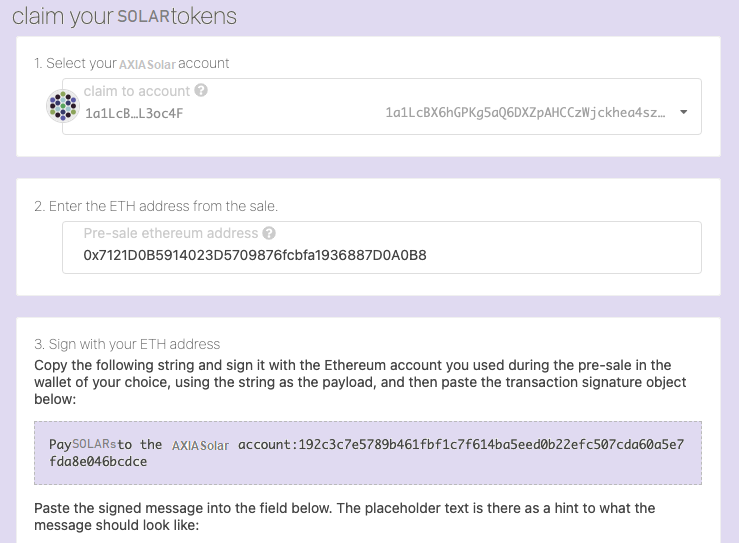 claim your SOLARtokens
1. Select your AXIASolar account
claim to account ?
1a1LcB…L3oc4F 1a1LcBX6hGPKg5aQ6DXZpAHCCzWjckhea4sz…
2. Enter the ETH address from the sale.
Pre-sale ethereum address ?
0x7121D0B5914023D5709876fcbfa1936887D0A0B8
3. Sign with your ETH address
Copy the following string and sign it with the Ethereum account you used during the pre-sale in the
wallet of your choice, using the string as the payload, and then paste the transaction signature object
below:
PaySOLARsto the AXIASolar account:192c3c7e5789b461fbf1c7f614ba5eed0b22efc507cda60a5e7
fda8e046bcdce
Paste the signed message into the field below. The placeholder text is there as a hint to what the
message should look like: